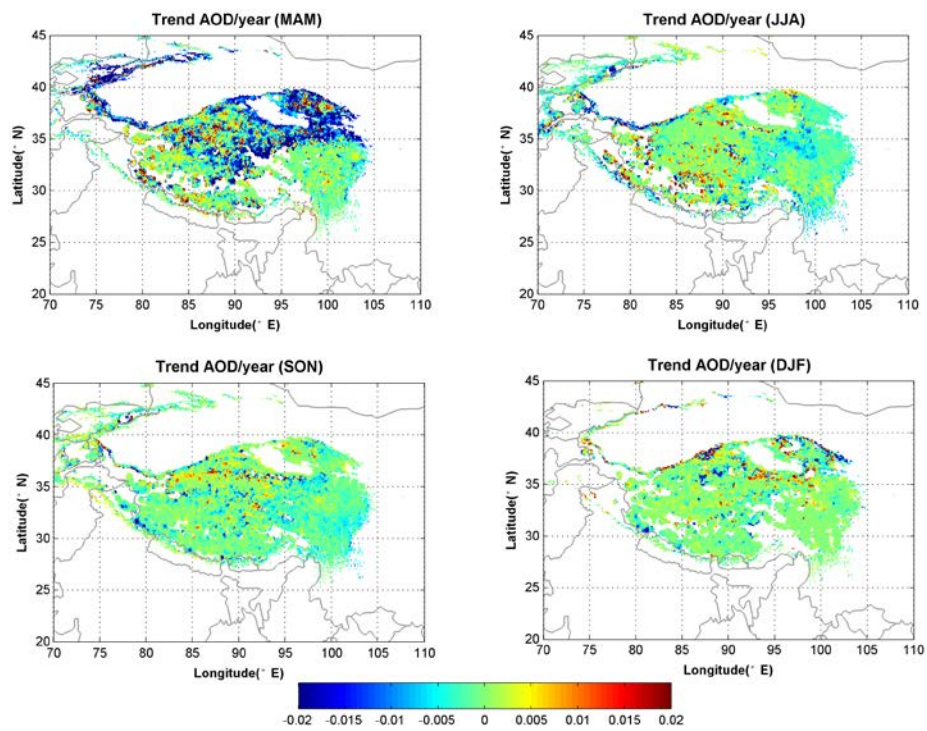 Trend AOD/year (MAM)
45
40
35
30
25
20
70 75 80 85 90 95 100 105 110
Latitude(° N)
Longitude(° E)
Trend AOD/year (JJA)
45
40
35
30
25
20
70 75 80 85 90 95 100 105 110
Latitude(° N)
Longitude(° E)
Trend AOD/year (SON)
45
40
35
30
25
20
70 75 80 85 90 95 100 105 110
Latitude(° N)
Longitude(° E)
Trend AOD/year (DJF)
45
40
35
30
25
20
70 75 80 85 90 95 100 105 110
Latitude(° N)
Longitude(° E)
-0.02 -0.015 -0.01 -0.005 0 0.005 0.01 0.015 0.02